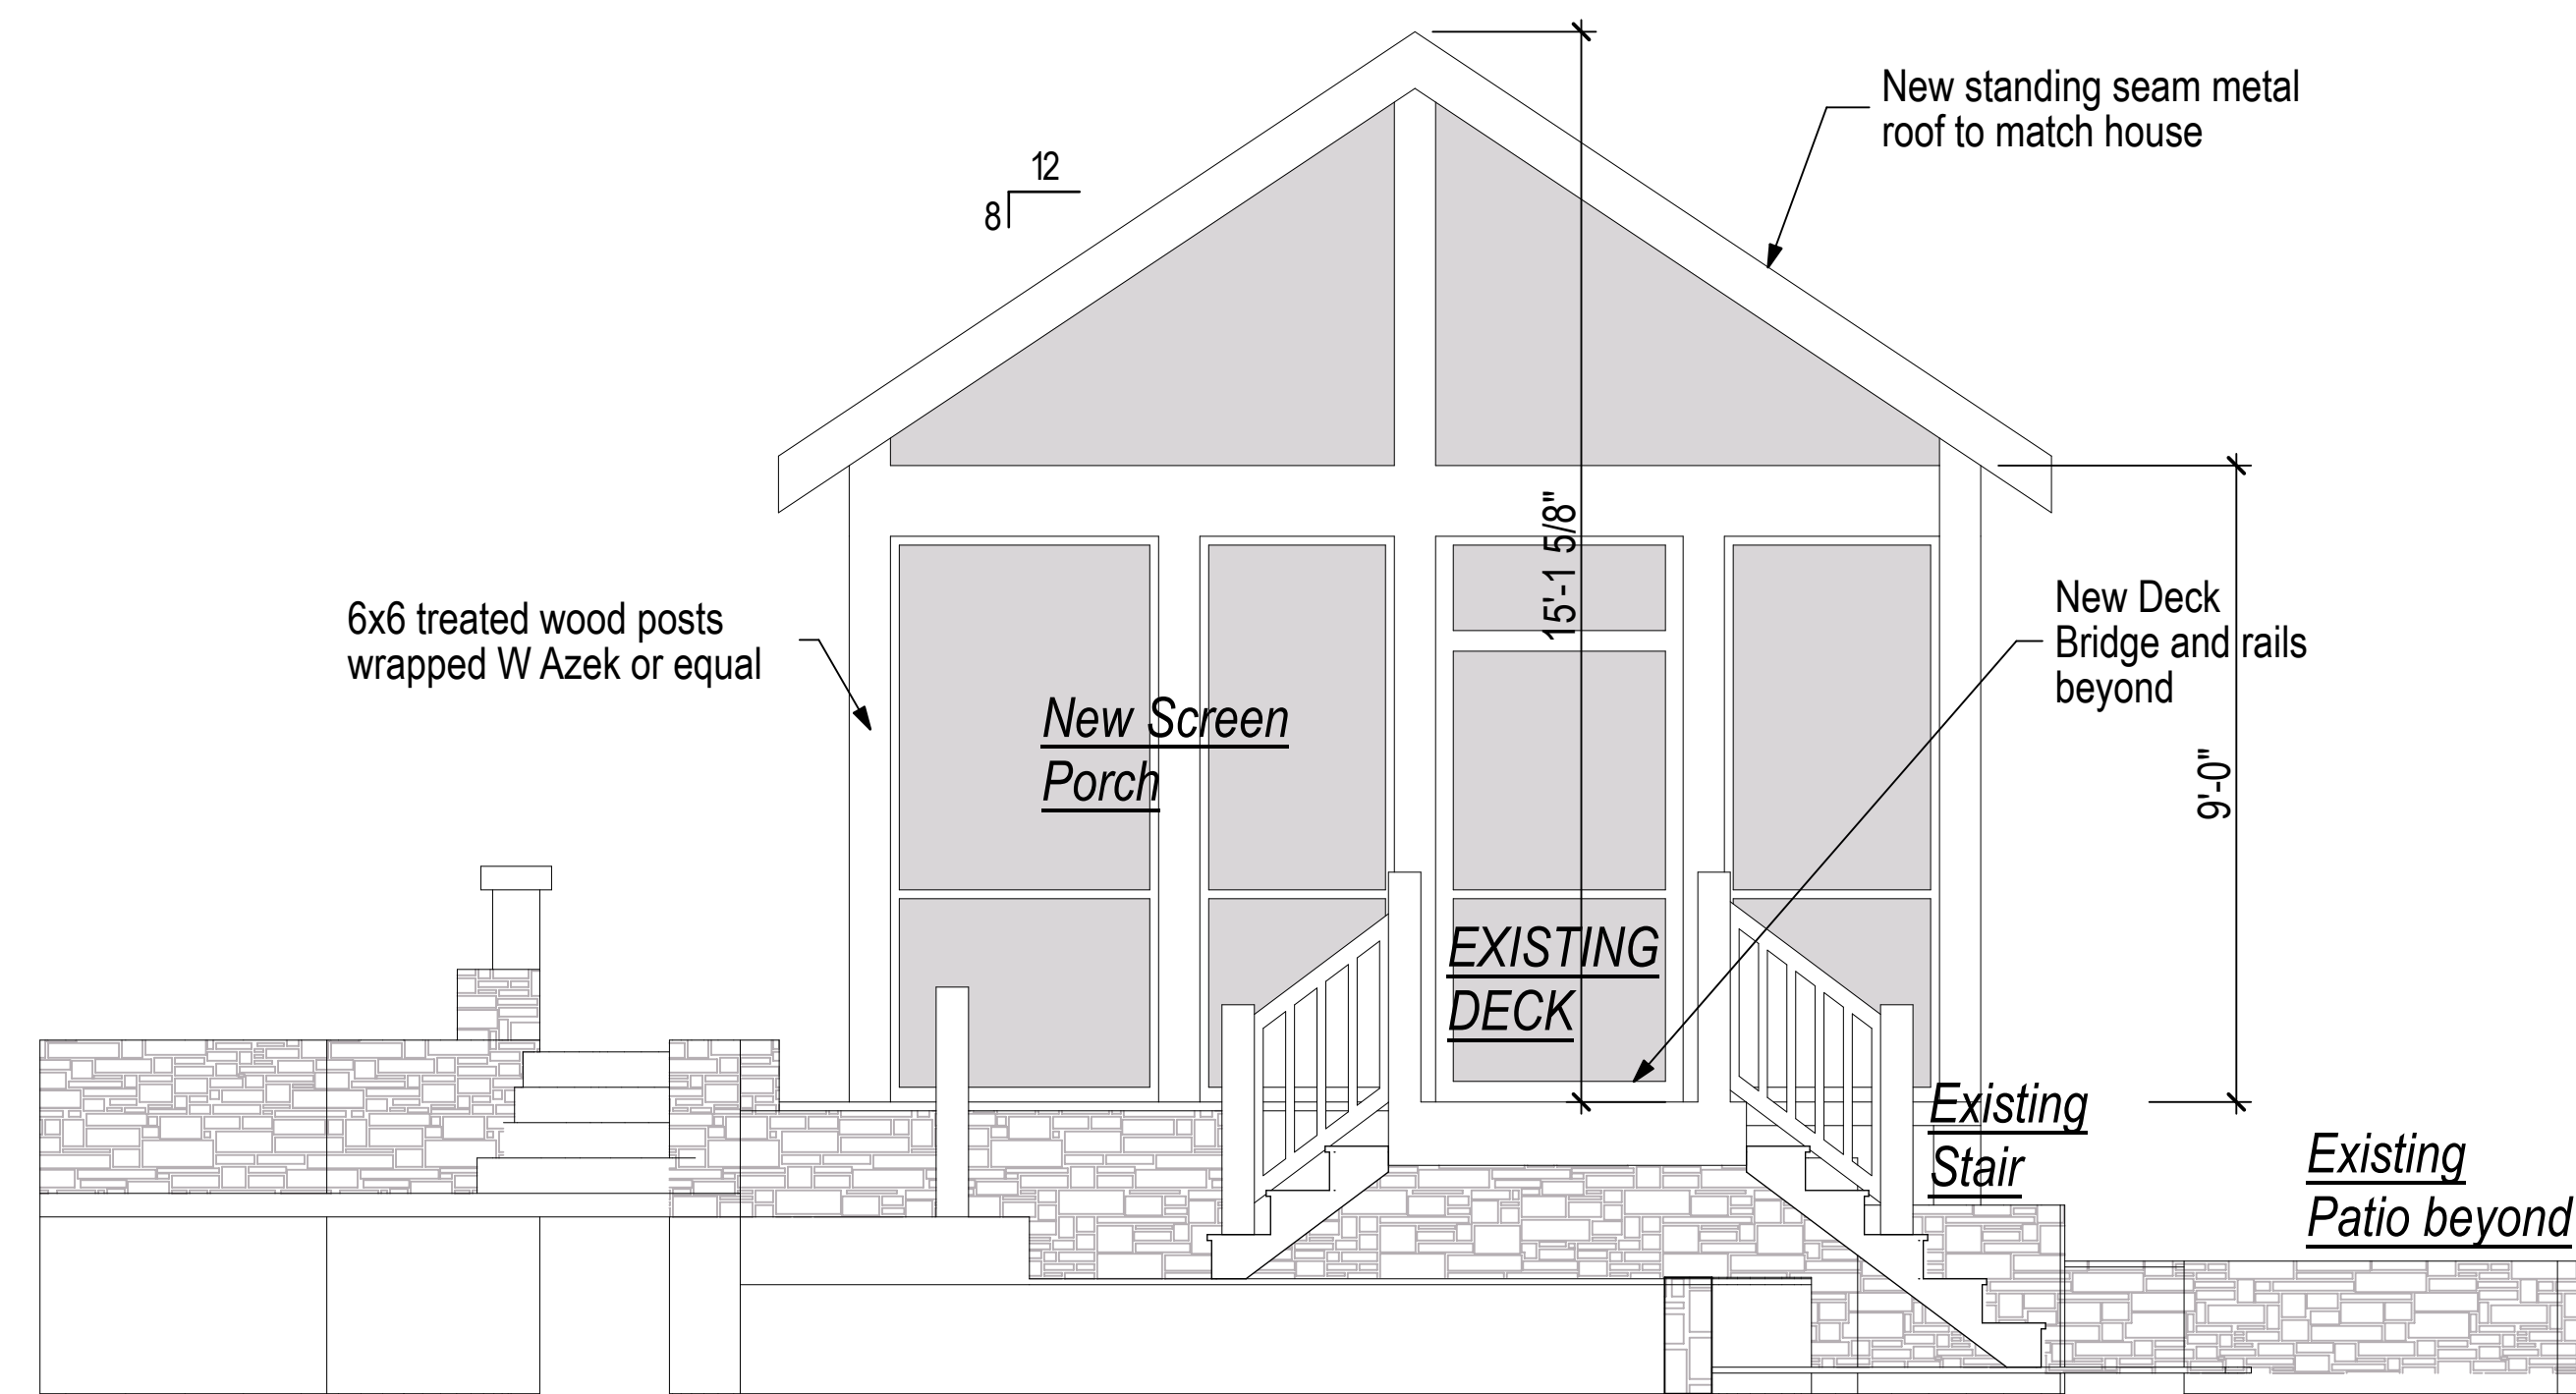 New standing seam metal
roof to match house
12
8
15'-1 5/8"
6x6 treated wood posts
wrapped W Azek or equal
New Deck
Bridge and rails
beyond
New Screen
Porch
9'-0"
EXISTING
DECK
Existing
Stair
Existing
Patio beyond